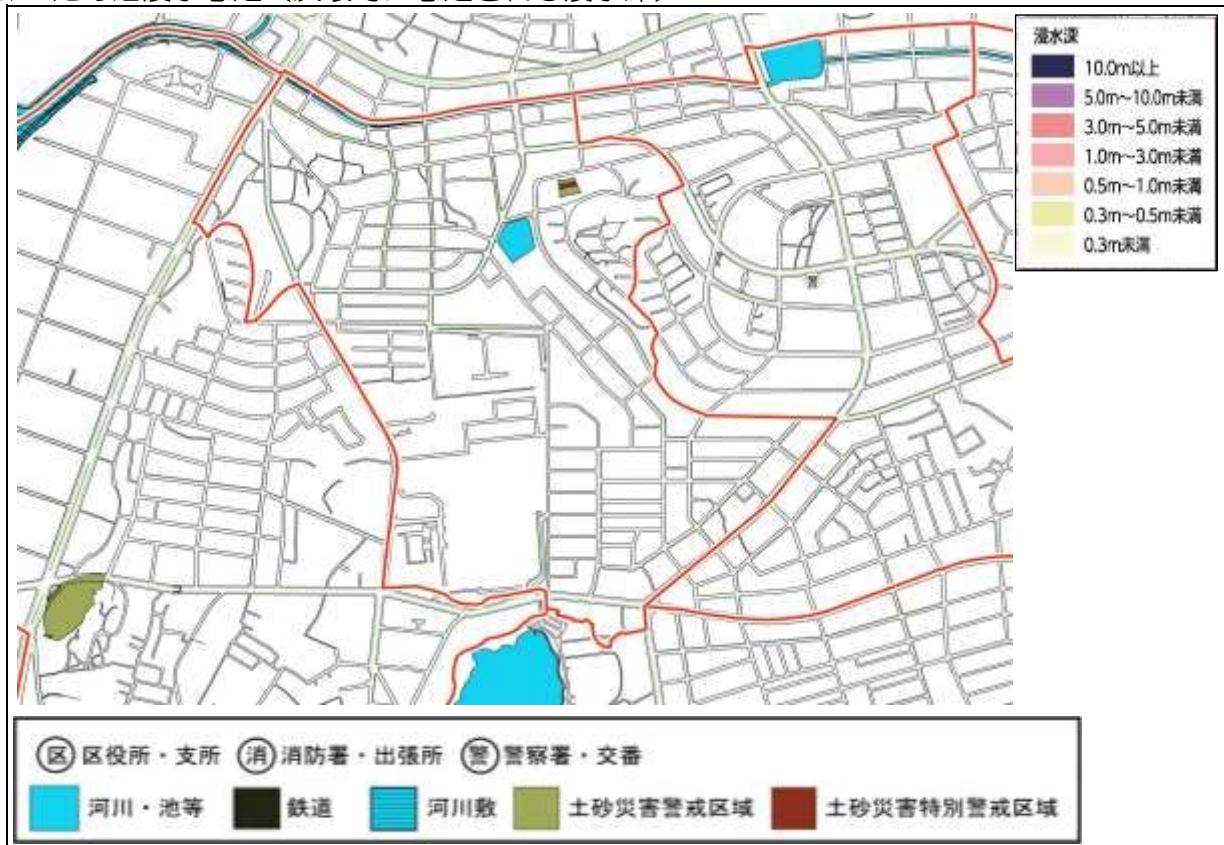 浸水深
10.0m以上
5.0m～10.0m未満
3.0m～5.0m未満
1.0m～3.0m未満
0.5m～1.0m未満
0.3m～0.5m未満
0.3m未満
区 区役所・支所 消 消防署・出張所 警 警察署・交番
河川・池等 鉄道 河川敷 土砂災害警戒区域 土砂災害特別警戒区域